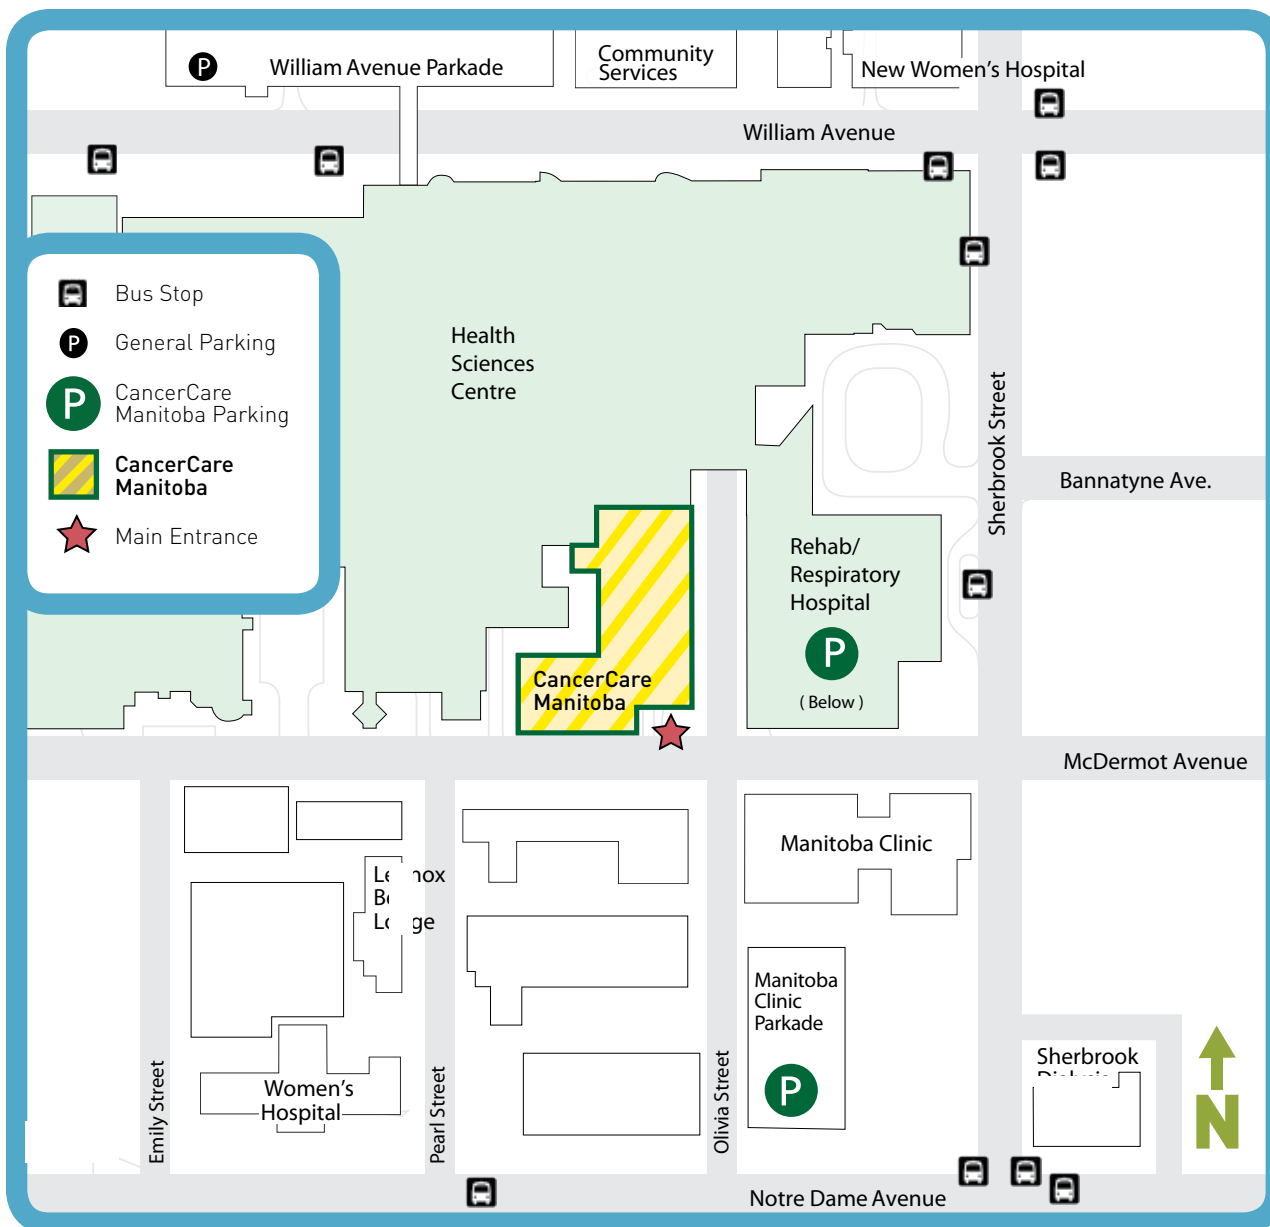 P
William Avenue Parkade
Community
Services
New Women's Hospital
William Avenue
Bus Stop
P
General Parking
P
CancerCare
Manitoba Parking
CancerCare
Manitoba
Main Entrance
Health
Sciences
Centre
Sherbrook Street
Bannatyne Ave.
Rehab/
Respiratory
Hospital
P
( Below )
CancerCare
Manitoba
McDermot Avenue
Manitoba Clinic
Manitoba
Clinic
Parkade
P
Sherbrook
Women's
Hospital
Emily Street
Pearl Street
Olivia Street
N
Notre Dame Avenue